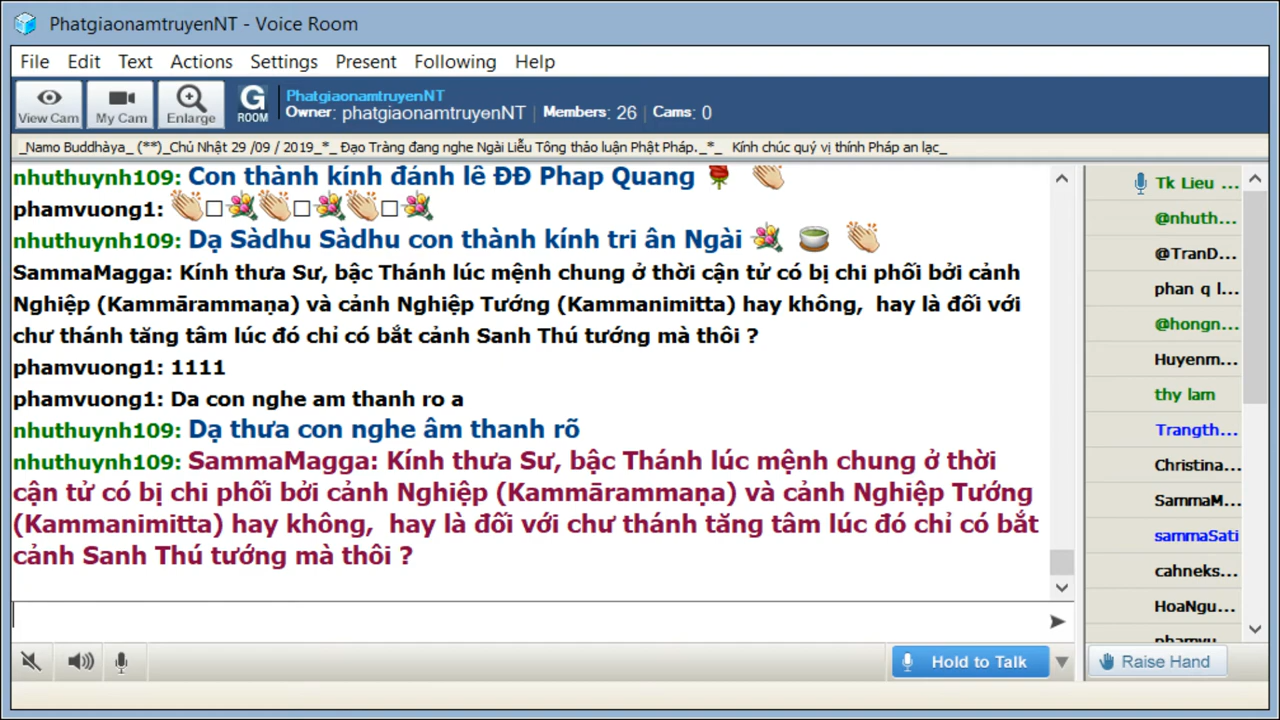 PhatgiaonamtruyenNT - Voice Room
File Edit Text Actions Settings Present Following Help
View Cam My Cam Enlarge G ROOM
PhatgiaonamtruyenNT
Owner: phatgiaonamtruyenNT | Members: 26 | Cams: 0
_Namo Buddhàya_ (**)_Chủ Nhật 29 /09 / 2019_*_ Đạo Tràng đang nghe Ngài Liễu Tông thảo luận Phật Pháp._*_ Kính chúc quý vị thính Pháp an lạc_
nhuthuynh109: Con thành kính đảnh lê ĐĐ Phap Quang 🌹 👏
phamvuong1: 👏□💐👏□💐👏□💐
nhuthuynh109: Dạ Sàdhu Sàdhu con thành kính tri ân Ngài 💐 🍵 👏
SammaMagga: Kính thưa Sư, bậc Thánh lúc mệnh chung ở thời cận tử có bị chi phối bởi cảnh
Nghiệp (Kammārammaṇa) và cảnh Nghiệp Tướng (Kammanimitta) hay không, hay là đối với
chư thánh tăng tâm lúc đó chỉ có bắt cảnh Sanh Thú tướng mà thôi ?
phamvuong1: 1111
phamvuong1: Da con nghe am thanh ro a
nhuthuynh109: Dạ thưa con nghe âm thanh rõ
nhuthuynh109: SammaMagga: Kính thưa Sư, bậc Thánh lúc mệnh chung ở thời
cận tử có bị chi phối bởi cảnh Nghiệp (Kammārammaṇa) và cảnh Nghiệp Tướng
(Kammanimitta) hay không, hay là đối với chư thánh tăng tâm lúc đó chỉ có bắt
cảnh Sanh Thú tướng mà thôi ?
Tk Lieu ...
@nhuth...
@TranD...
phan q l...
@hongn...
Huyenm...
thy lam
Trangth...
Christina...
SammaM...
sammaSati
cahneks...
HoaNgu...
Hold to Talk
Raise Hand